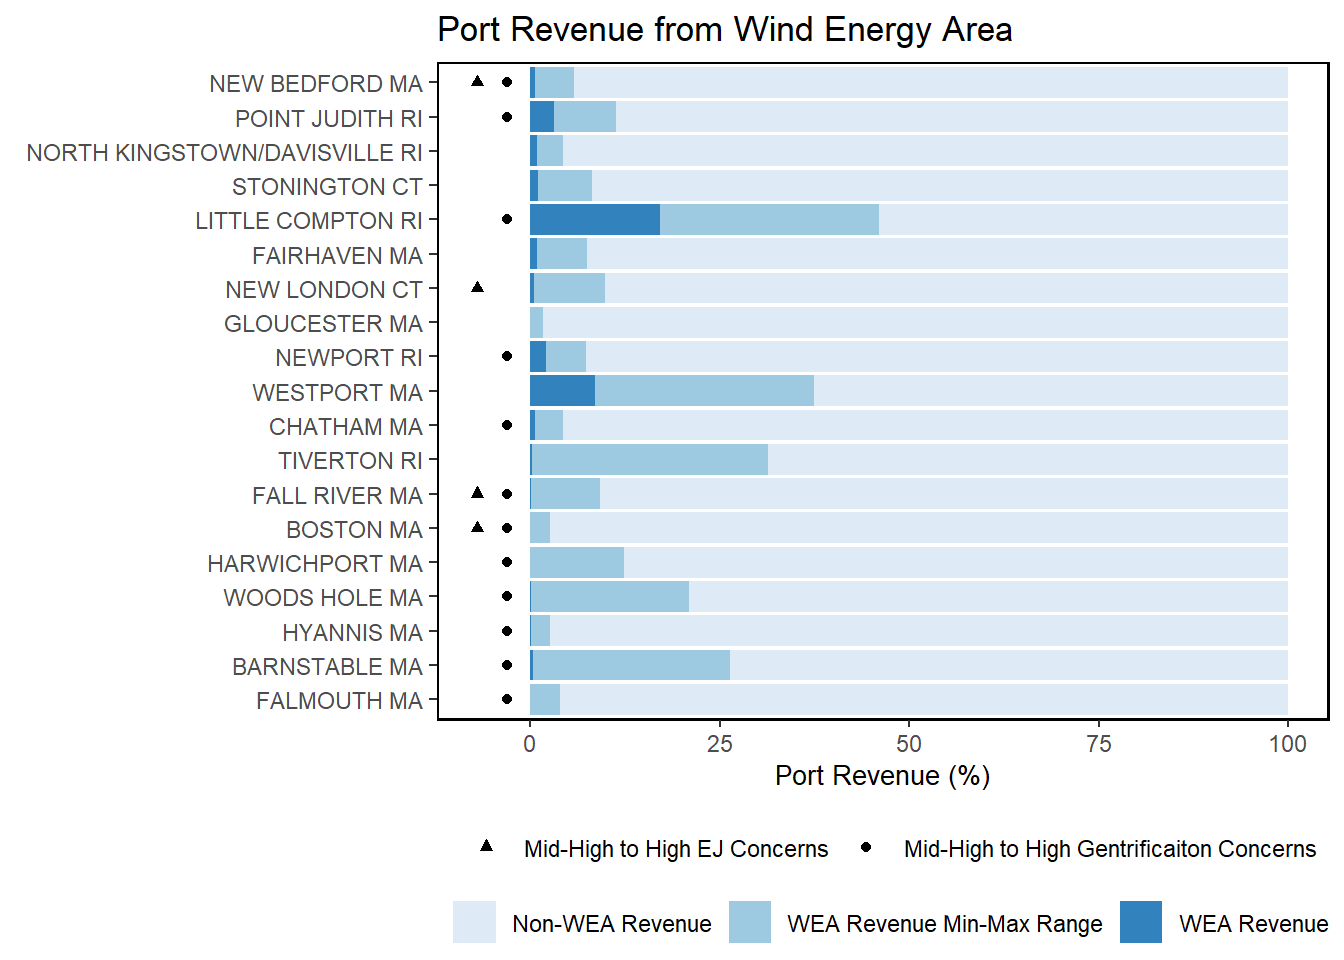 Port Revenue from Wind Energy Area
NEW BEDFORD MA
POINT JUDITH RI
NORTH KINGSTOWN/DAVISVILLE RI
STONINGTON CT
LITTLE COMPTON RI
FAIRHAVEN MA
NEW LONDON CT
GLOUCESTER MA
NEWPORT RI
WESTPORT MA
CHATHAM MA
TIVERTON RI
FALL RIVER MA
BOSTON MA
HARWICHPORT MA
WOODS HOLE MA
HYANNIS MA
BARNSTABLE MA
FALMOUTH MA
0 25 50 75 100
Port Revenue (%)
Mid-High to High EJ Concerns Mid-High to High Gentrificaiton Concerns
Non-WEA Revenue WEA Revenue Min-Max Range WEA Revenue